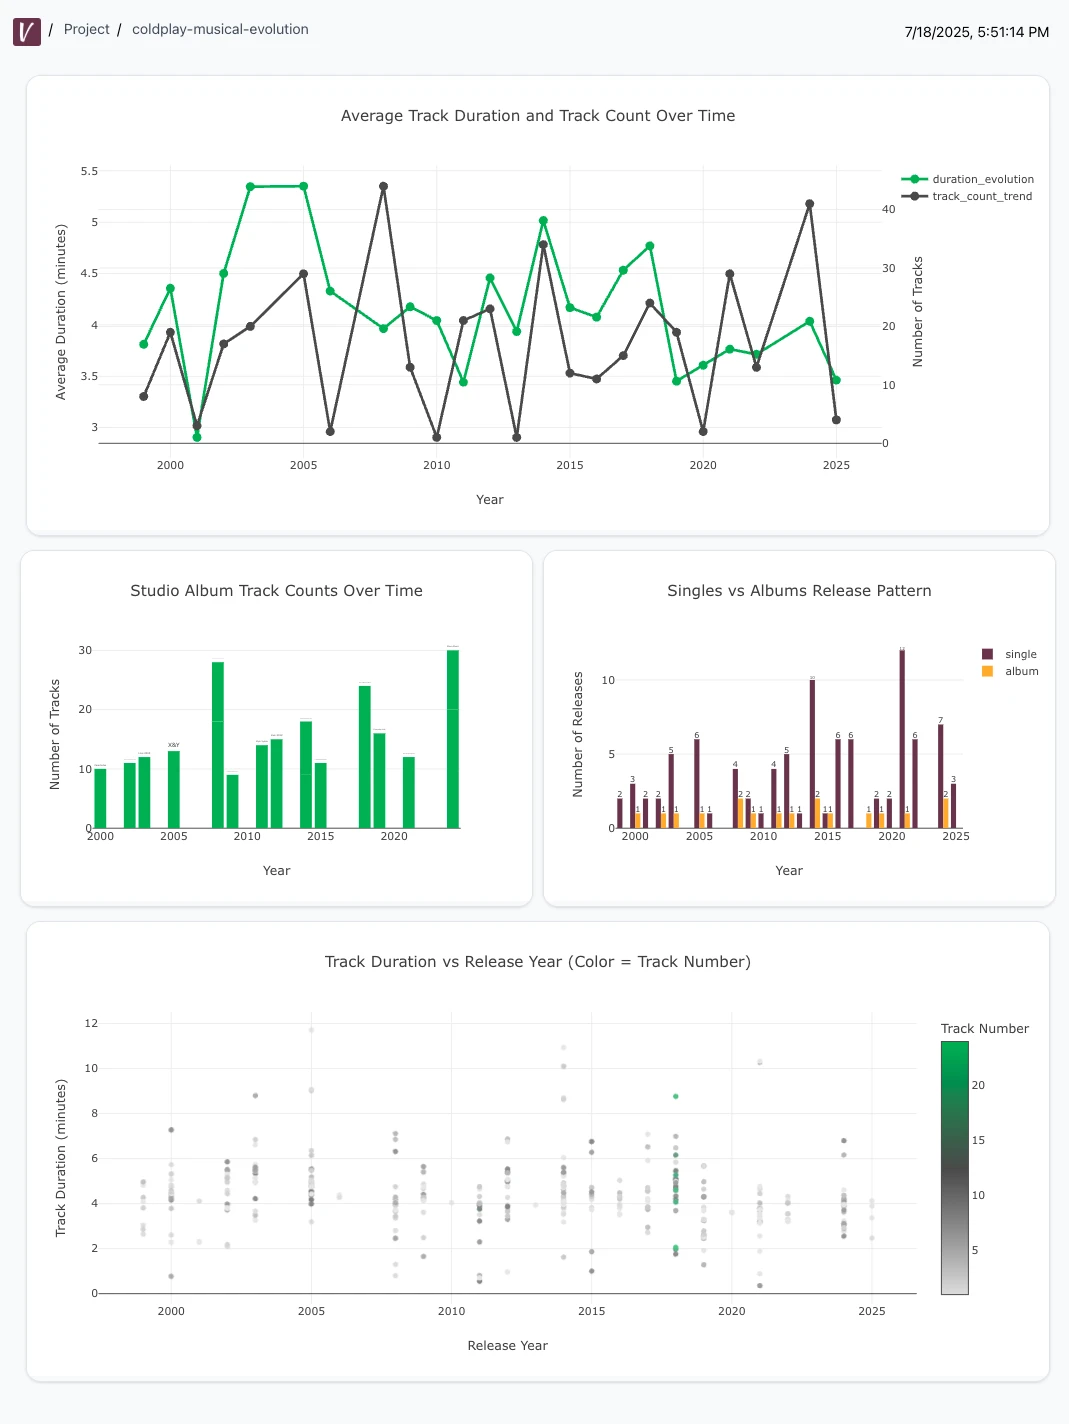 V / Project / coldplay-musical-evolution
7/18/2025, 5:51:14 PM
Average Track Duration and Track Count Over Time
duration_evolution
track_count_trend
Average Duration (minutes)
5.5
5
4.5
4
3.5
3
40
30
20
10
0
Number of Tracks
2000 2005 2010 2015 2020 2025
Year
Studio Album Track Counts Over Time
Number of Tracks
30
20
10
0
X&Y
2000 2005 2010 2015 2020
Year
Singles vs Albums Release Pattern
single
album
Number of Releases
10
5
0
2 3 1 2 2 1 5 1 6 1 1 4 2 2 1 1 4 1 5 1 1 10 2 1 1 6 6 1 2 1 2 1 6 7 2 3
2000 2005 2010 2015 2020 2025
Year
Track Duration vs Release Year (Color = Track Number)
Track Number
20
15
10
5
Track Duration (minutes)
12
10
8
6
4
2
0
2000 2005 2010 2015 2020 2025
Release Year